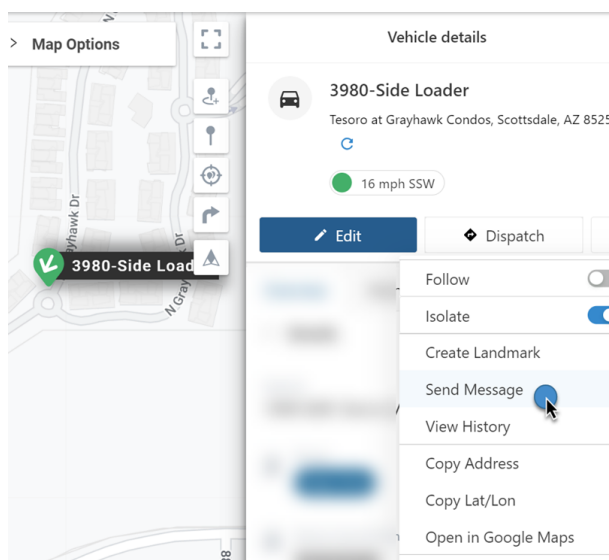 Map Options
Vehicle details
3980-Side Loader
Tesoro at Grayhawk Condos, Scottsdale, AZ 8525
16 mph SSW
Edit
Dispatch
yhawk Dr
3980-Side Load
Dr
N Gray
Follow
Isolate
Create Landmark
Send Message
View History
Copy Address
Copy Lat/Lon
Open in Google Maps